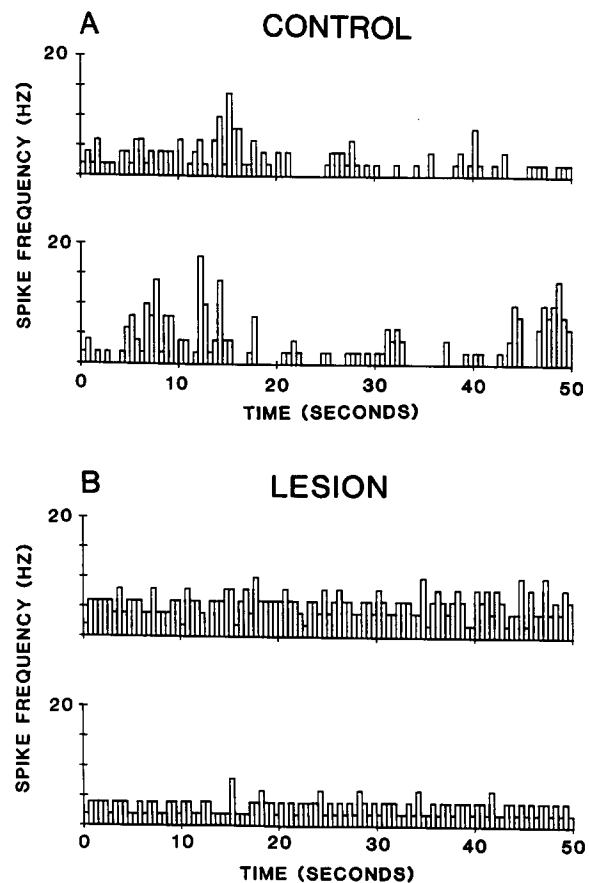 A
CONTROL
20
SPIKE FREQUENCY (HZ)
20
0 10 20 30 40 50
TIME (SECONDS)
B
LESION
20
SPIKE FREQUENCY (HZ)
20
0 10 20 30 40 50
TIME (SECONDS)